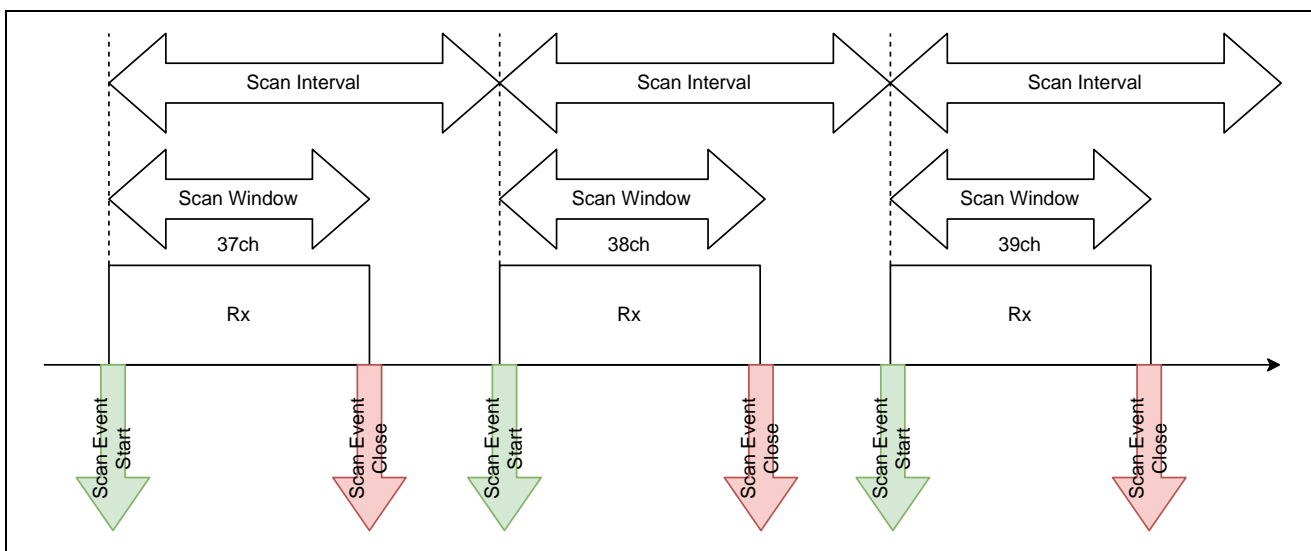 Scan Interval
Scan Interval
Scan Interval
Scan Window
Scan Window
Scan Window
37ch
38ch
39ch
Rx
Rx
Rx
Scan Event
Start
Scan Event
Close
Scan Event
Start
Scan Event
Close
Scan Event
Start
Scan Event
Close